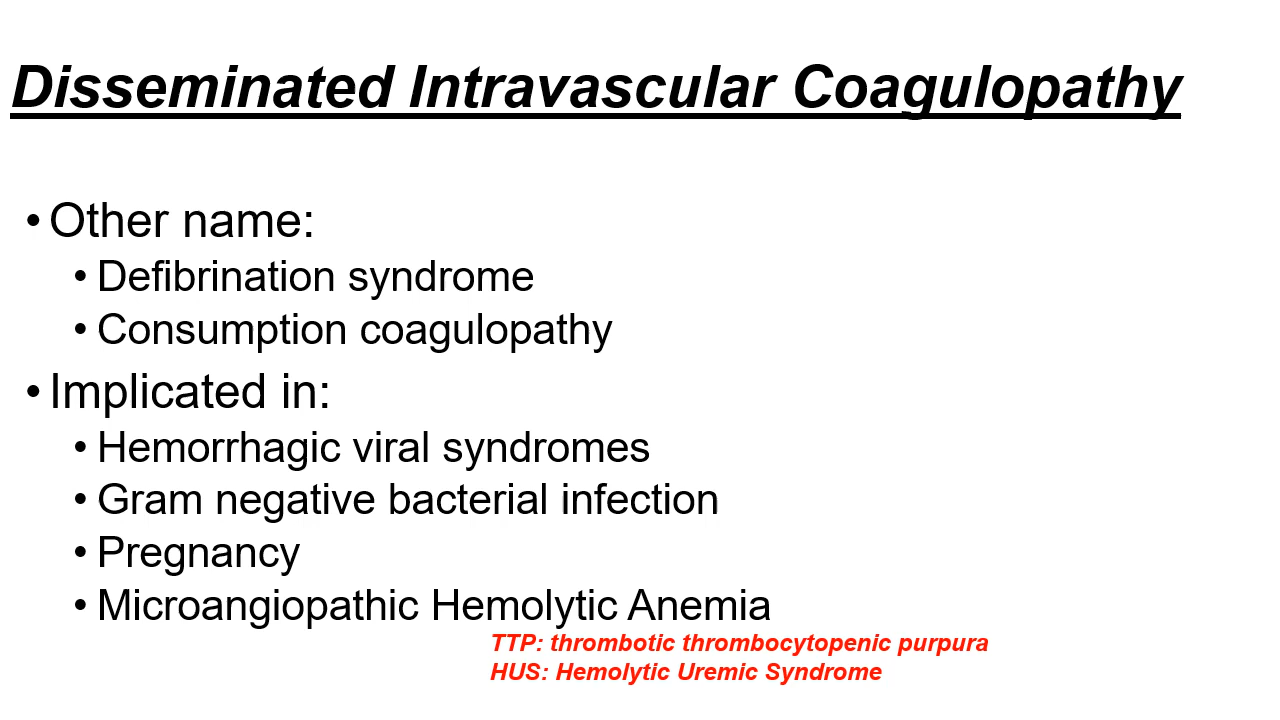 Disseminated Intravascular Coagulopathy
• Other name:
• Defibrination syndrome
• Consumption coagulopathy
• Implicated in:
• Hemorrhagic viral syndromes
• Gram negative bacterial infection
• Pregnancy
• Microangiopathic Hemolytic Anemia
TTP: thrombotic thrombocytopenic purpura
HUS: Hemolytic Uremic Syndrome